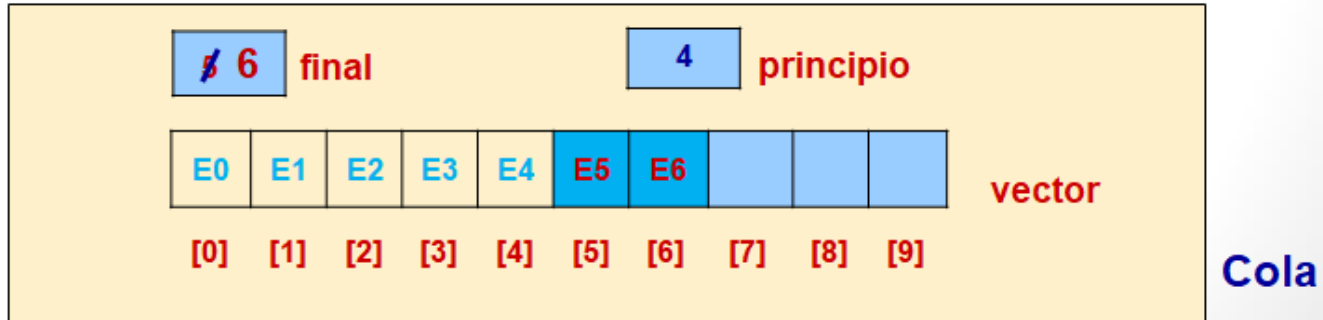 5 6 final 4 principio
E0 E1 E2 E3 E4 E5 E6
vector
[0] [1] [2] [3] [4] [5] [6] [7] [8] [9]
Cola